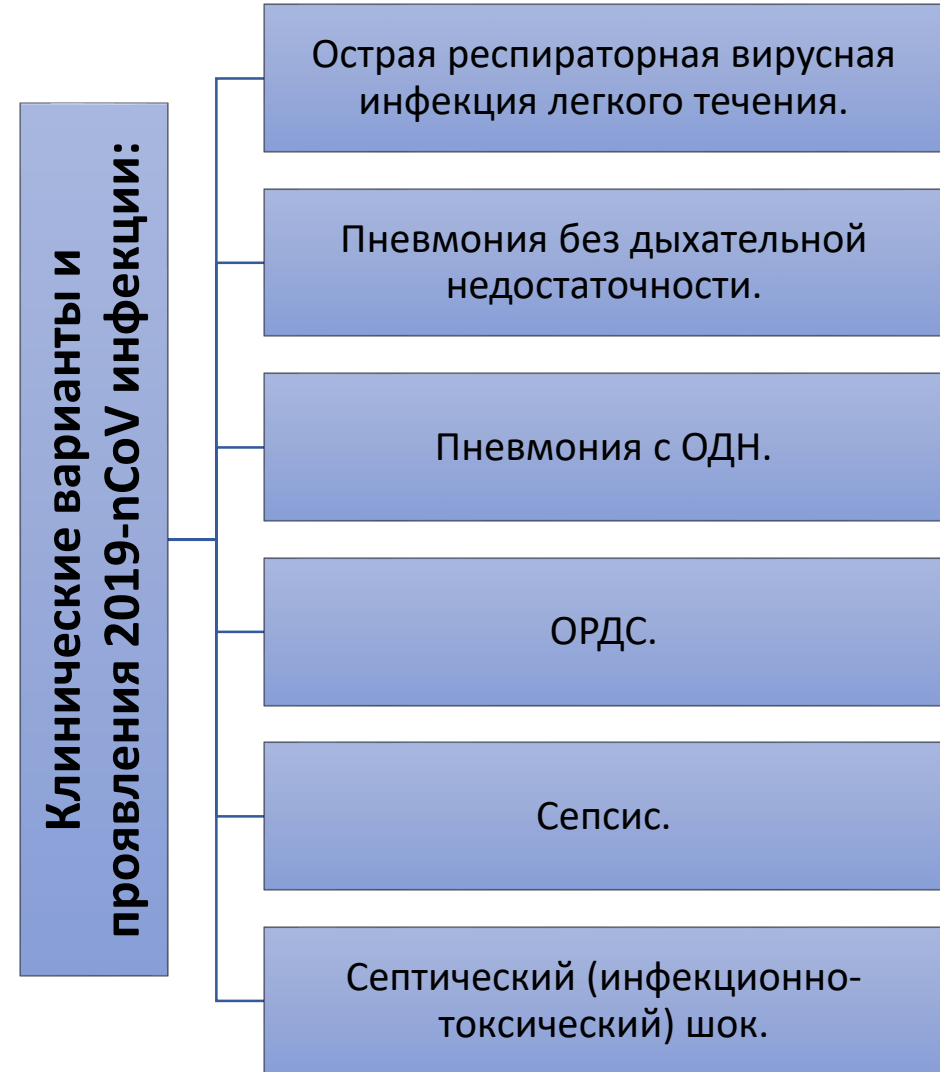 Клинические варианты и
проявления 2019-nCoV инфекции:
Острая респираторная вирусная
инфекция легкого течения.
Пневмония без дыхательной
недостаточности.
Пневмония с ОДН.
ОРДС.
Сепсис.
Септический (инфекционно-
токсический) шок.